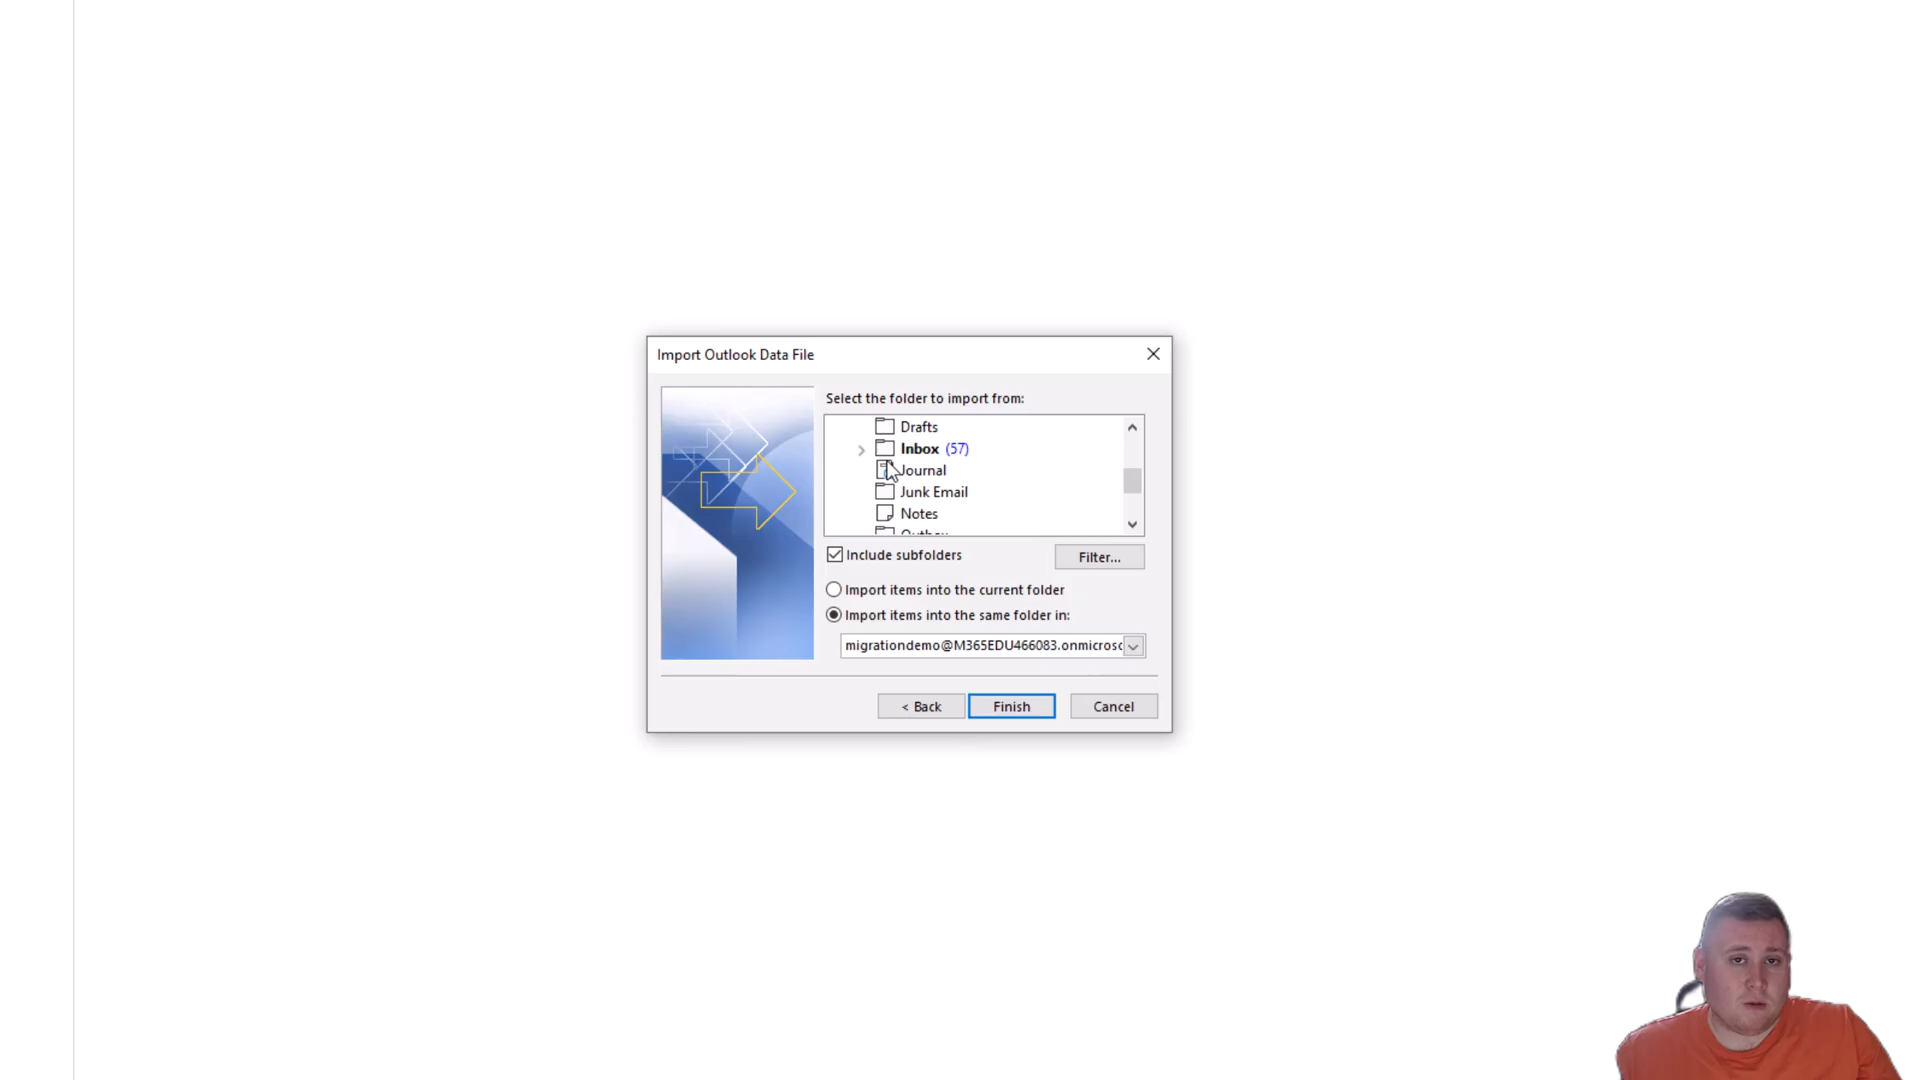 Import Outlook Data File
Select the folder to import from:
Drafts
Inbox (57)
Journal
Junk Email
Notes
Outbox
Include subfolders
Filter...
Import items into the current folder
Import items into the same folder in:
migrationdemo@M365EDU466083.onmicrosc
< Back
Finish
Cancel